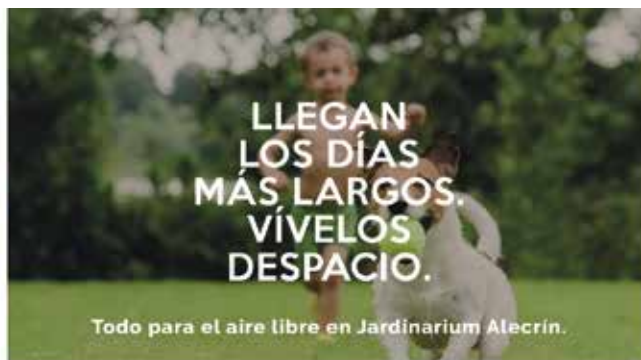 LLEGAN
LOS DÍAS
MÁS LARGOS.
VÍVELOS
DESPACIO.
Todo para el aire libre en Jardinarium Alecrín.